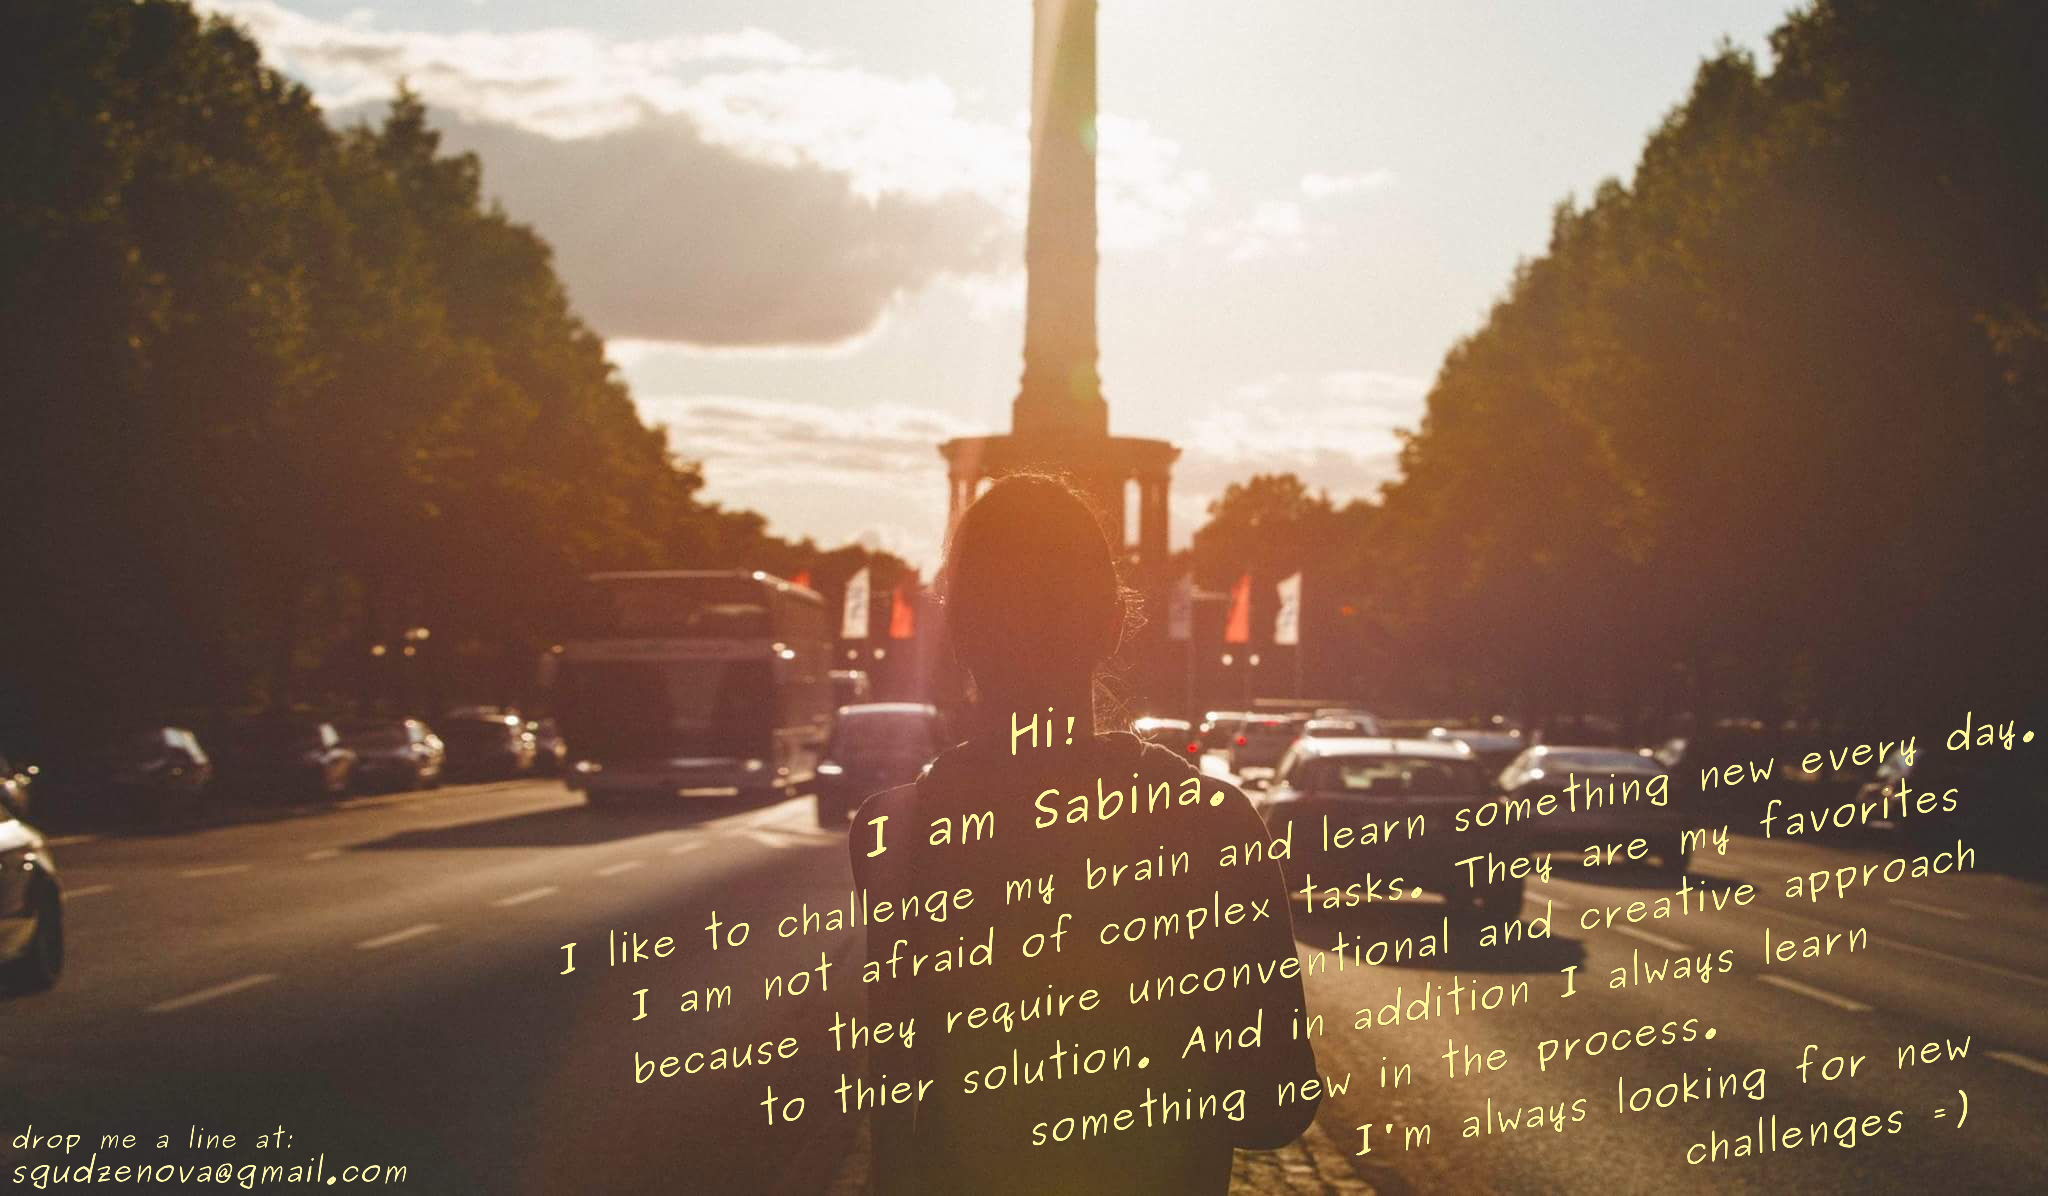 Hi!
I am Sabina.
I like to challenge my brain and learn something new every day.
I am not afraid of complex tasks. They are my favorites
because they require unconventional and creative approach
to thier solution. And in addition I always learn
something new in the process.
I'm always looking for new
challenges =)
drop me a line at:
sgudzenova@gmail.com